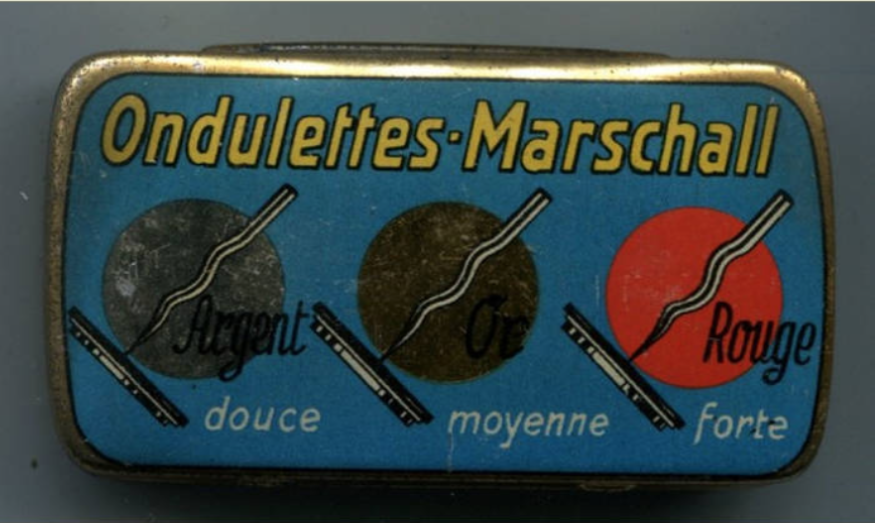 Ondulettes-Marschall
Argent Or Rouge
douce moyenne forte